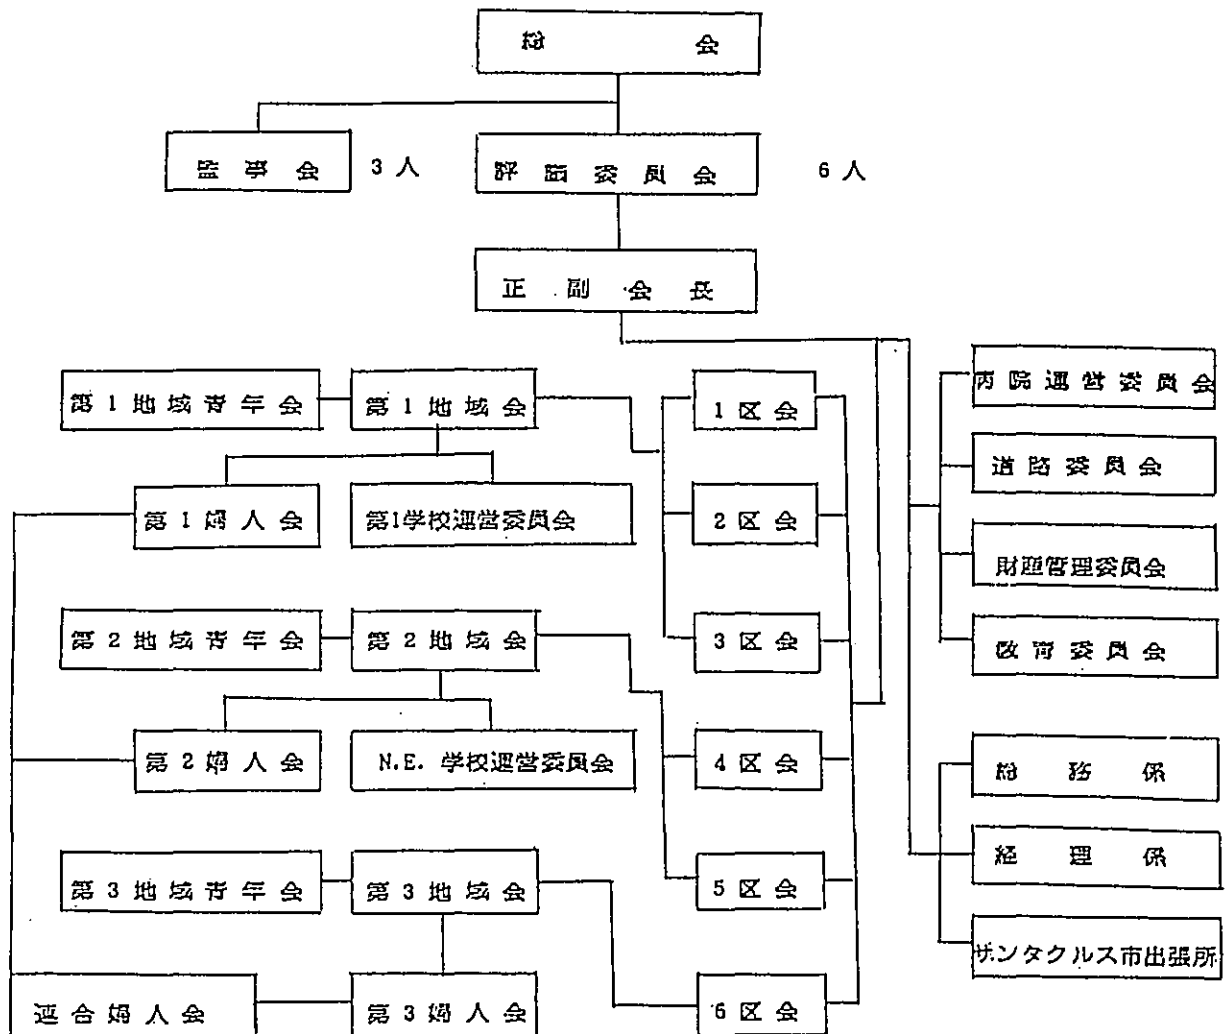 総会
監事会 3人
評議委員会 6人
正副会長
第1地域青年会
第1地域会
1区会
病院運営委員会
道路委員会
第1婦人会
第1学校運営委員会
2区会
財産管理委員会
第2地域青年会
第2地域会
3区会
教育委員会
第2婦人会
N.E. 学校運営委員会
4区会
総務係
第3地域青年会
第3地域会
5区会
経理係
サンタクルス市出張所
連合婦人会
第3婦人会
6区会